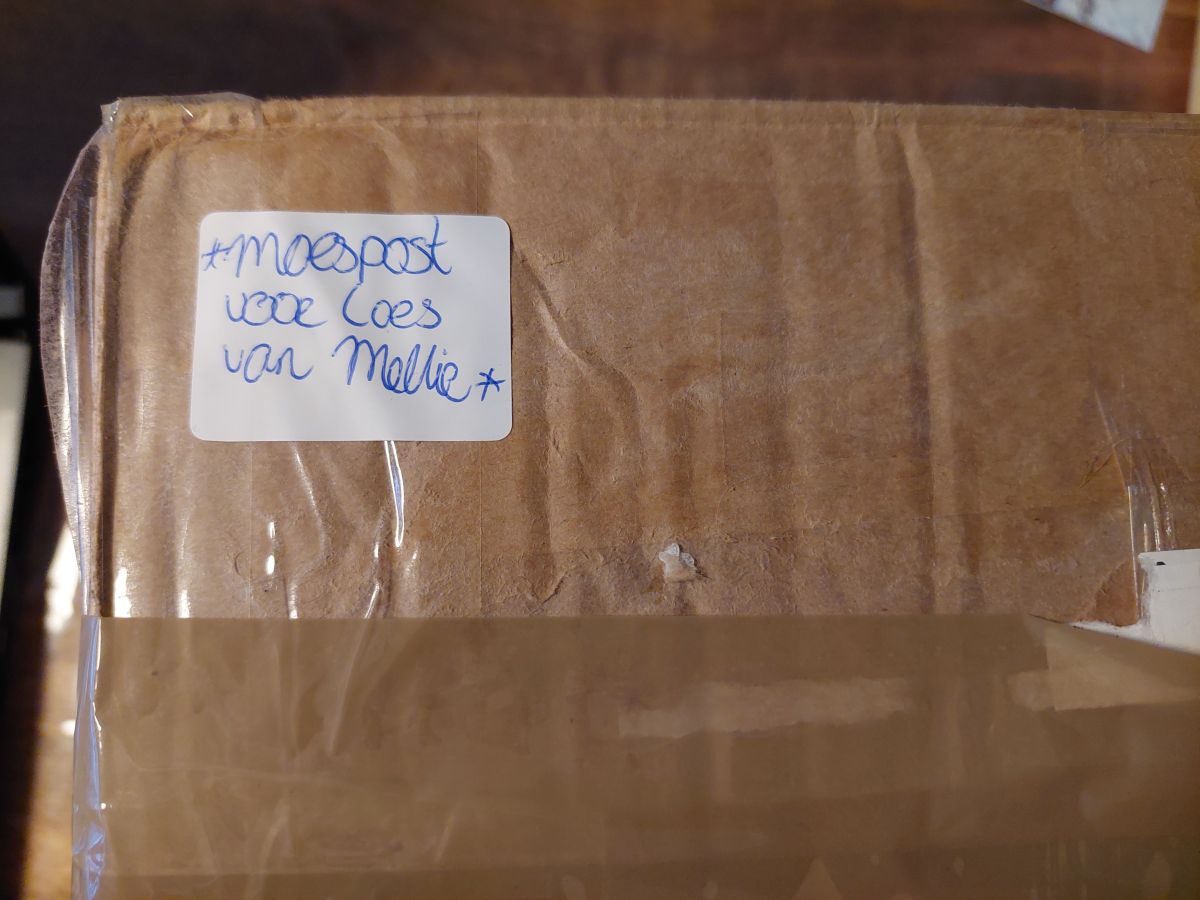 *moespost
voor Loes
van Mellie*